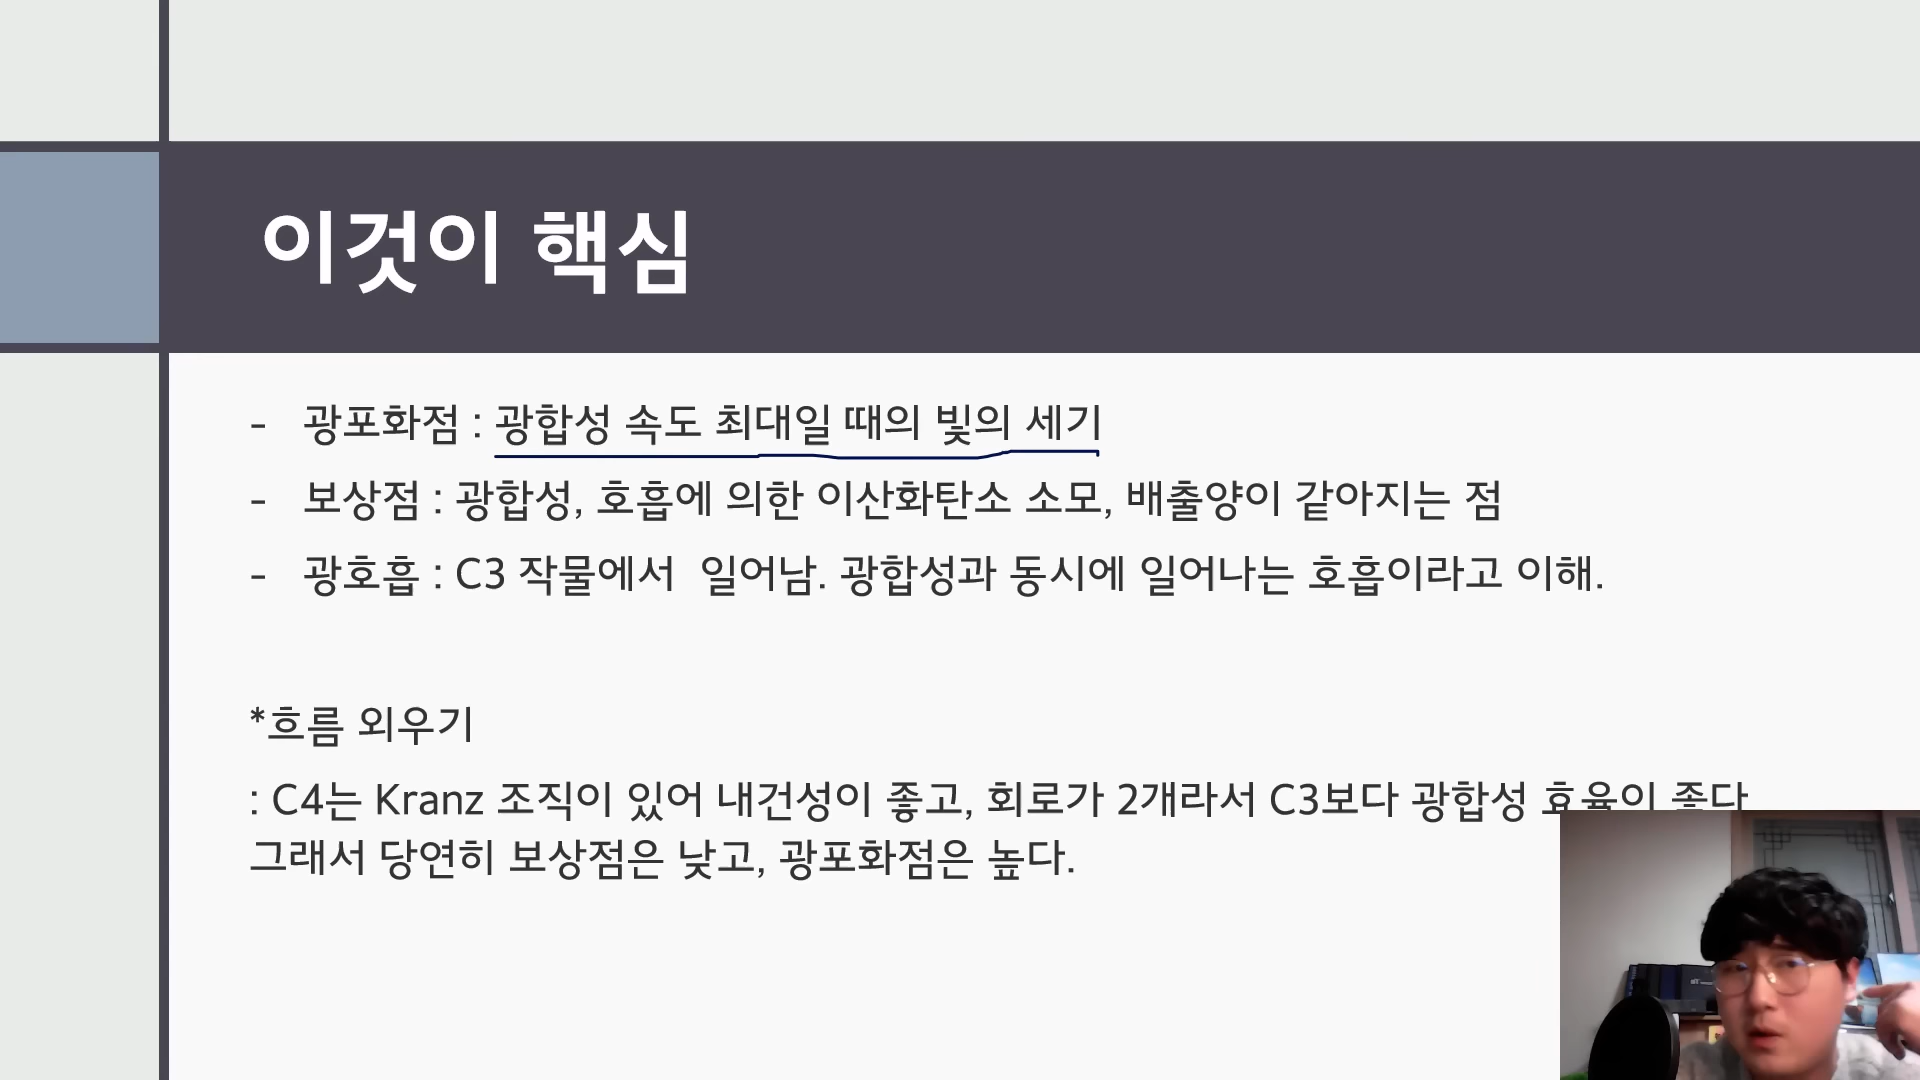 이것이 핵심
- 광포화점 : 광합성 속도 최대일 때의 빛의 세기
- 보상점 : 광합성, 호흡에 의한 이산화탄소 소모, 배출양이 같아지는 점
- 광호흡 : C3 작물에서 일어남. 광합성과 동시에 일어나는 호흡이라고 이해.
*흐름 외우기
: C4는 Kranz 조직이 있어 내건성이 좋고, 회로가 2개라서 C3보다 광합성 효율이 좋다
그래서 당연히 보상점은 낮고, 광포화점은 높다.